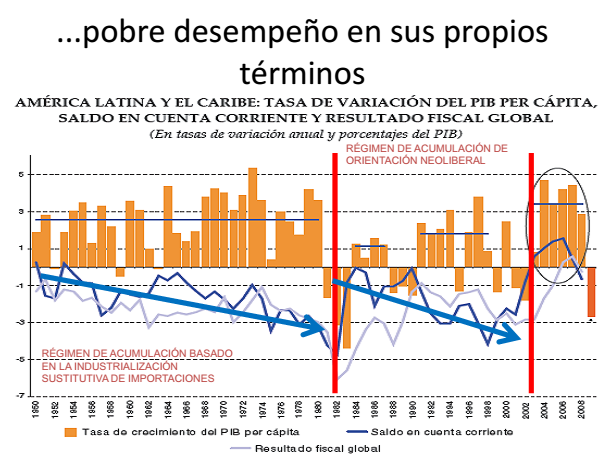 ...pobre desempeño en sus propios
términos
AMÉRICA LATINA Y EL CARIBE: TASA DE VARIACIÓN DEL PIB PER CÁPITA,
SALDO EN CUENTA CORRIENTE Y RESULTADO FISCAL GLOBAL
(En tasas de variación anual y porcentajes del PIB)
RÉGIMEN DE ACUMULACIÓN DE
ORIENTACIÓN NEOLIBERAL
5
3
1
-1
-3
-5
-7
RÉGIMEN DE ACUMULACIÓN BASADO
EN LA INDUSTRIALIZACIÓN
SUSTITUTIVA DE IMPORTACIONES
1950 1952 1954 1956 1958 1960 1962 1964 1966 1968 1970 1972 1974 1976 1978 1980 1982 1984 1986 1988 1990 1992 1994 1996 1998 2000 2002 2004 2006 2008
Tasa de crecimiento del PIB per cápita Saldo en cuenta corriente
Resultado fiscal global